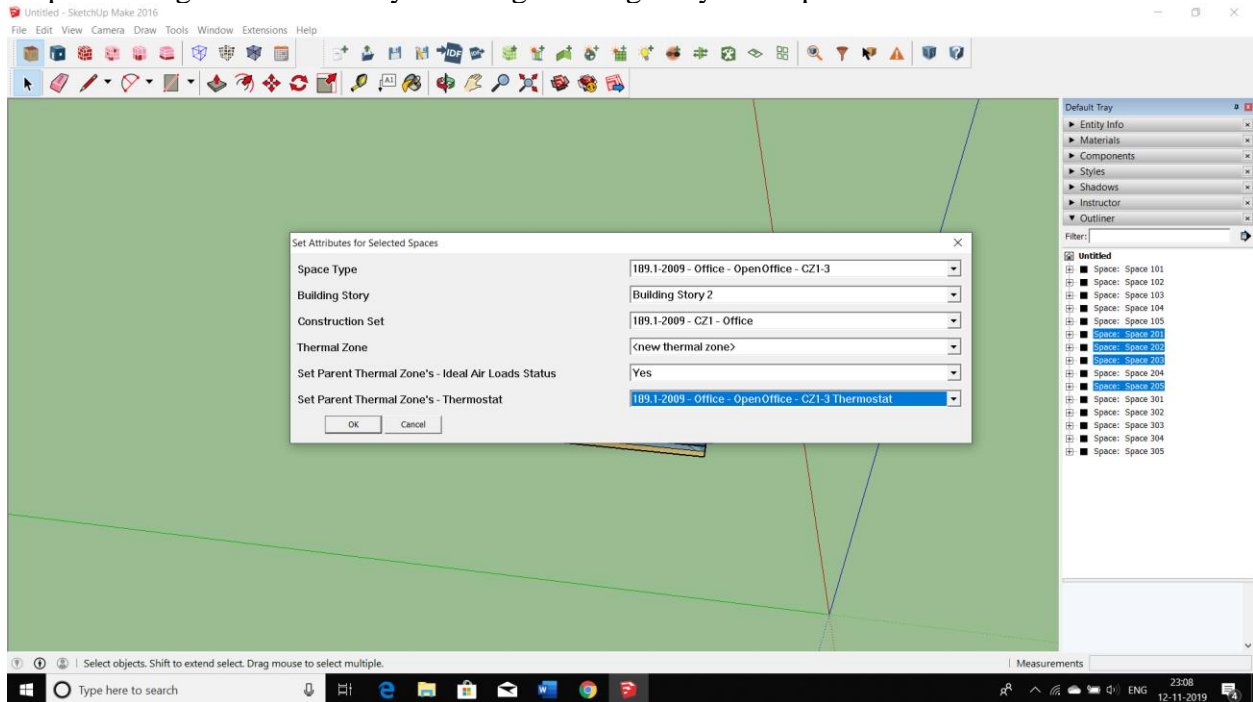 Untitled - SketchUp Make 2016
File Edit View Camera Draw Tools Window Extensions Help
IDF
A1
Default Tray
Entity Info
Materials
Components
Styles
Shadows
Instructor
Outliner
Filter:
Untitled
Space: Space 101
Space: Space 102
Space: Space 103
Space: Space 104
Space: Space 105
Space: Space 201
Space: Space 202
Space: Space 203
Space: Space 204
Space: Space 205
Space: Space 301
Space: Space 302
Space: Space 303
Space: Space 304
Space: Space 305
Set Attributes for Selected Spaces
Space Type 189.1-2009 - Office - OpenOffice - CZ1-3
Building Story Building Story 2
Construction Set 189.1-2009 - CZ1 - Office
Thermal Zone <new thermal zone>
Set Parent Thermal Zone's - Ideal Air Loads Status Yes
Set Parent Thermal Zone's - Thermostat 189.1-2009 - Office - OpenOffice - CZ1-3 Thermostat
OK Cancel
Select objects. Shift to extend select. Drag mouse to select multiple.
Measurements
Type here to search
ENG
23:08
12-11-2019